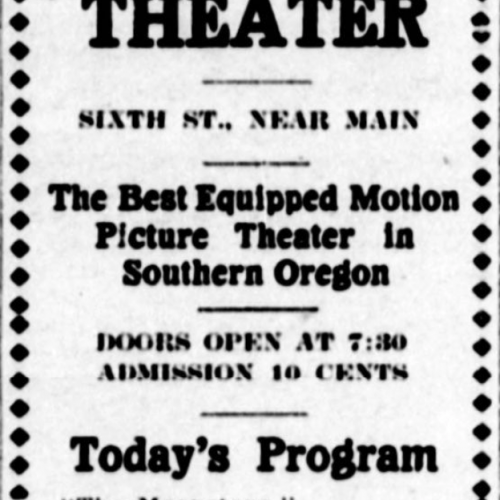 THEATER
SIXTH ST., NEAR MAIN
The Best Equipped Motion
Picture Theater in
Southern Oregon
DOORS OPEN AT 7:30
ADMISSION 10 CENTS
Today's Program